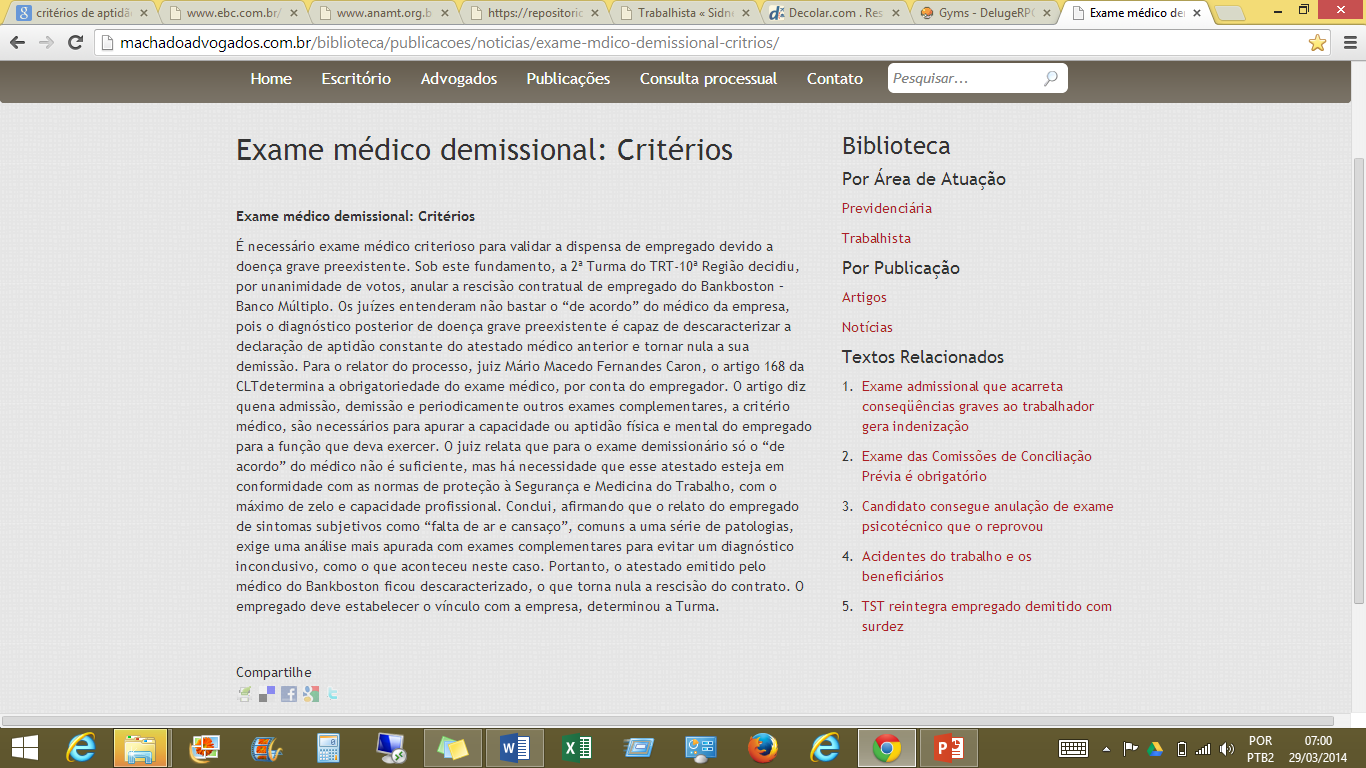 critérios de aptidã
www.ebc.com.br/
www.anamt.org.b
https://repositorio
Trabalhista « Sidne
Decolar.com . Res
Gyms - DelugeRPG
Exame médico de
machadoadvogados.com.br/biblioteca/publicacoes/noticias/exame-mdico-demissional-critrios/
Home Escritório Advogados Publicações Consulta processual Contato Pesquisar...
Exame médico demissional: Critérios
Exame médico demissional: Critérios
É necessário exame médico criterioso para validar a dispensa de empregado devido a
doença grave preexistente. Sob este fundamento, a 2ª Turma do TRT-10ª Região decidiu,
por unanimidade de votos, anular a rescisão contratual de empregado do Bankboston –
Banco Múltiplo. Os juízes entenderam não bastar o “de acordo” do médico da empresa,
pois o diagnóstico posterior de doença grave preexistente é capaz de descaracterizar a
declaração de aptidão constante do atestado médico anterior e tornar nula a sua
demissão. Para o relator do processo, juiz Mário Macedo Fernandes Caron, o artigo 168 da
CLTdetermina a obrigatoriedade do exame médico, por conta do empregador. O artigo diz
quena admissão, demissão e periodicamente outros exames complementares, a critério
médico, são necessários para apurar a capacidade ou aptidão física e mental do empregado
para a função que deva exercer. O juiz relata que para o exame demissionário só o “de
acordo” do médico não é suficiente, mas há necessidade que esse atestado esteja em
conformidade com as normas de proteção à Segurança e Medicina do Trabalho, com o
máximo de zelo e capacidade profissional. Conclui, afirmando que o relato do empregado
de sintomas subjetivos como “falta de ar e cansaço”, comuns a uma série de patologias,
exige uma análise mais apurada com exames complementares para evitar um diagnóstico
inconclusivo, como o que aconteceu neste caso. Portanto, o atestado emitido pelo
médico do Bankboston ficou descaracterizado, o que torna nula a rescisão do contrato. O
empregado deve estabelecer o vínculo com a empresa, determinou a Turma.
Compartilhe
Biblioteca
Por Área de Atuação
Previdenciária
Trabalhista
Por Publicação
Artigos
Notícias
Textos Relacionados
1. Exame admissional que acarreta
conseqüências graves ao trabalhador
gera indenização
2. Exame das Comissões de Conciliação
Prévia é obrigatório
3. Candidato consegue anulação de exame
psicotécnico que o reprovou
4. Acidentes do trabalho e os
beneficiários
5. TST reintegra empregado demitido com
surdez
POR 07:00
PTB2 29/03/2014